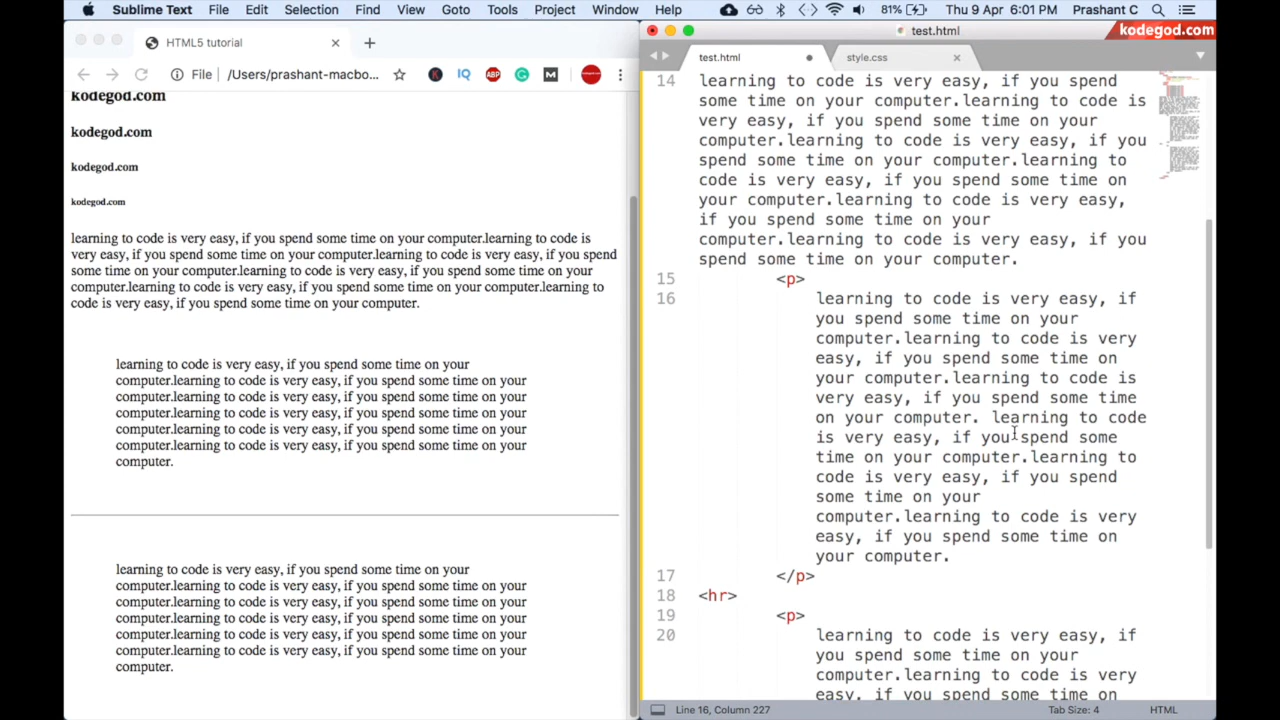 Sublime Text File Edit Selection Find View Goto Tools Project Window Help 81% Thu 9 Apr 6:01 PM Prashant C
HTML5 tutorial
File /Users/prashant-macbo... IQ ABP M
kodegod.com
kodegod.com
kodegod.com
kodegod.com
learning to code is very easy, if you spend some time on your computer.learning to code is
very easy, if you spend some time on your computer.learning to code is very easy, if you spend
some time on your computer.learning to code is very easy, if you spend some time on your
computer.learning to code is very easy, if you spend some time on your computer.learning to
code is very easy, if you spend some time on your computer.
learning to code is very easy, if you spend some time on your
computer.learning to code is very easy, if you spend some time on your
computer.learning to code is very easy, if you spend some time on your
computer.learning to code is very easy, if you spend some time on your
computer.learning to code is very easy, if you spend some time on your
computer.learning to code is very easy, if you spend some time on your
computer.
learning to code is very easy, if you spend some time on your
computer.learning to code is very easy, if you spend some time on your
computer.learning to code is very easy, if you spend some time on your
computer.learning to code is very easy, if you spend some time on your
computer.learning to code is very easy, if you spend some time on your
computer.learning to code is very easy, if you spend some time on your
computer.
test.html
kodegod.com
test.html style.css
14 learning to code is very easy, if you spend
some time on your computer.learning to code is
very easy, if you spend some time on your
computer.learning to code is very easy, if you
spend some time on your computer.learning to
code is very easy, if you spend some time on
your computer.learning to code is very easy,
if you spend some time on your
computer.learning to code is very easy, if you
spend some time on your computer.
15 <p>
16 learning to code is very easy, if
you spend some time on your
computer.learning to code is very
easy, if you spend some time on
your computer.learning to code is
very easy, if you spend some time
on your computer. learning to code
is very easy, if you spend some
time on your computer.learning to
code is very easy, if you spend
some time on your
computer.learning to code is very
easy, if you spend some time on
your computer.
17 </p>
18 <hr>
19 <p>
20 learning to code is very easy, if
you spend some time on your
computer.learning to code is very
easy, if you spend some time on
Line 16, Column 227 Tab Size: 4 HTML